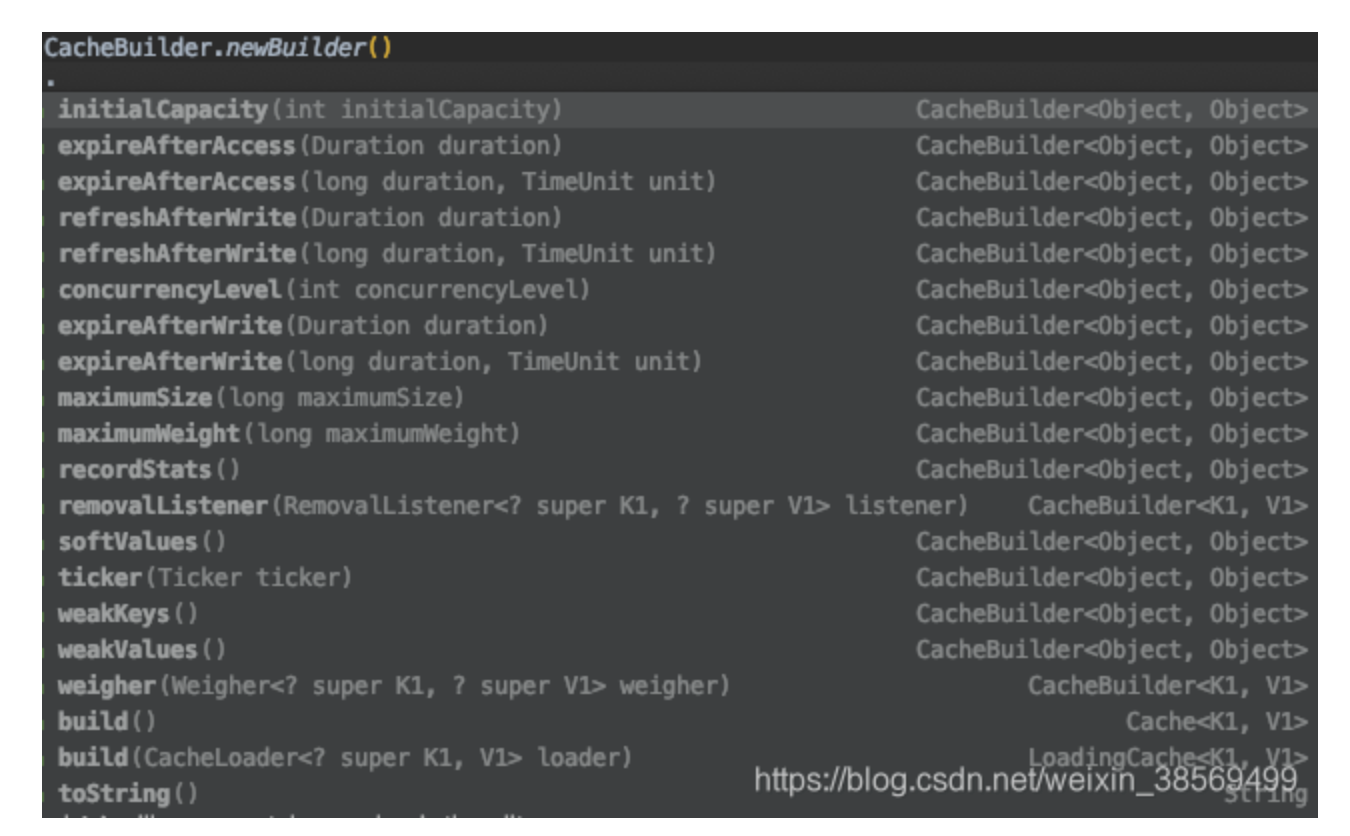 CacheBuilder.newBuilder()
.
initialCapacity(int initialCapacity) CacheBuilder<Object, Object>
expireAfterAccess(Duration duration) CacheBuilder<Object, Object>
expireAfterAccess(long duration, TimeUnit unit) CacheBuilder<Object, Object>
refreshAfterWrite(Duration duration) CacheBuilder<Object, Object>
refreshAfterWrite(long duration, TimeUnit unit) CacheBuilder<Object, Object>
concurrencyLevel(int concurrencyLevel) CacheBuilder<Object, Object>
expireAfterWrite(Duration duration) CacheBuilder<Object, Object>
expireAfterWrite(long duration, TimeUnit unit) CacheBuilder<Object, Object>
maximumSize(long maximumSize) CacheBuilder<Object, Object>
maximumWeight(long maximumWeight) CacheBuilder<Object, Object>
recordStats() CacheBuilder<Object, Object>
removalListener(RemovalListener<? super K1, ? super V1> listener) CacheBuilder<K1, V1>
softValues() CacheBuilder<Object, Object>
ticker(Ticker ticker) CacheBuilder<Object, Object>
weakKeys() CacheBuilder<Object, Object>
weakValues() CacheBuilder<Object, Object>
weigher(Weigher<? super K1, ? super V1> weigher) CacheBuilder<K1, V1>
build() Cache<K1, V1>
build(CacheLoader<? super K1, V1> loader) LoadingCache<K1, V1>
toString() String
https://blog.csdn.net/weixin_38569499